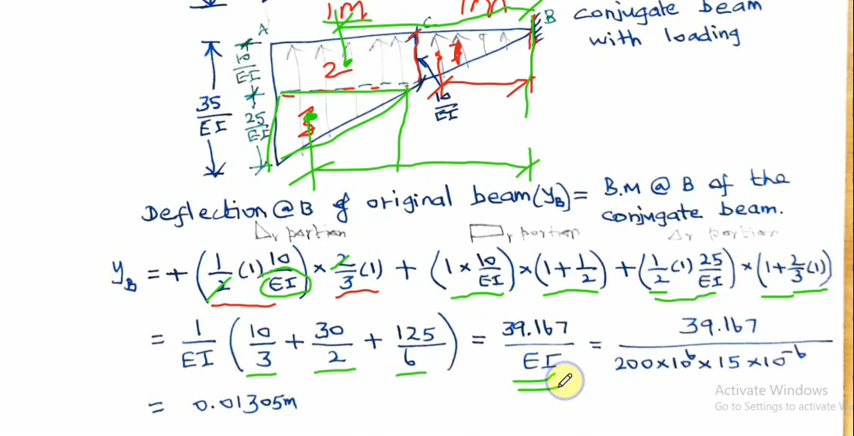 1M 1M
A C B conjugate beam
with loading
10/EI 2 1
35/EI 25/EI 3 10/EI
Deflection @ B of original beam (yB) = B.M @ B of the
conjugate beam.
Δr portion ▭r portion Δr portion
yB = + (1/2 (1) 10/EI) × 2/3 (1) + (1 × 10/EI) × (1 + 1/2) + (1/2 (1) 25/EI) × (1 + 2/3 (1))
= 1/EI (10/3 + 30/2 + 125/6) = 39.167/EI = 39.167/200×10⁶×15×10⁻⁶
= 0.01305m
Activate Windows
Go to Settings to activate W